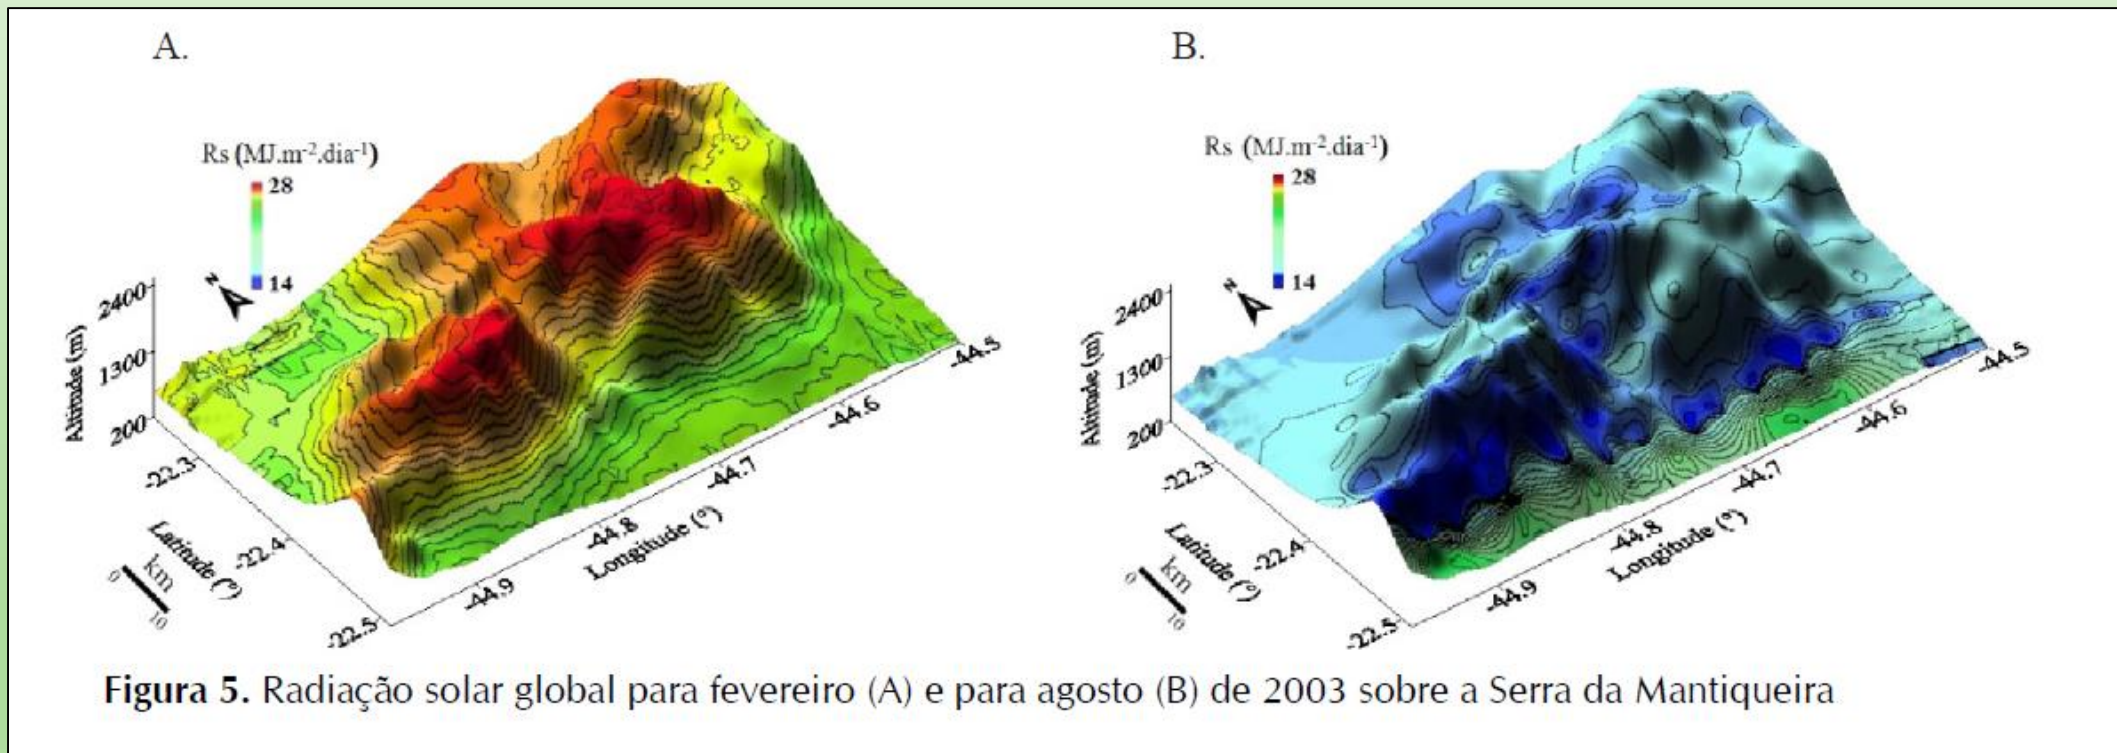 A.
Rs (MJ.m-2.dia-1)
28
14
N
2400
1300
200
Altitude (m)
-22.3
-22.4
-22.5
Latitude (°)
0 km 10
-44.9
-44.8
-44.7
-44.6
-44.5
Longitude (°)
B.
Rs (MJ.m-2.dia-1)
28
14
N
2400
1300
200
Altitude (m)
-22.3
-22.4
-22.5
Latitude (°)
0 km 10
-44.9
-44.8
-44.7
-44.6
-44.5
Longitude (°)
Figura 5. Radiação solar global para fevereiro (A) e para agosto (B) de 2003 sobre a Serra da Mantiqueira